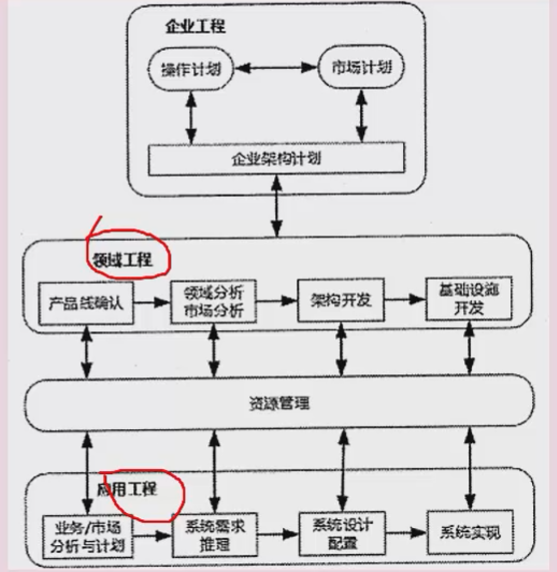 企业工程
操作计划
市场计划
企业架构计划
领域工程
产品线确认
领域分析
市场分析
架构开发
基础设施
开发
资源管理
应用工程
业务/市场
分析与计划
系统需求
推理
系统设计
配置
系统实现